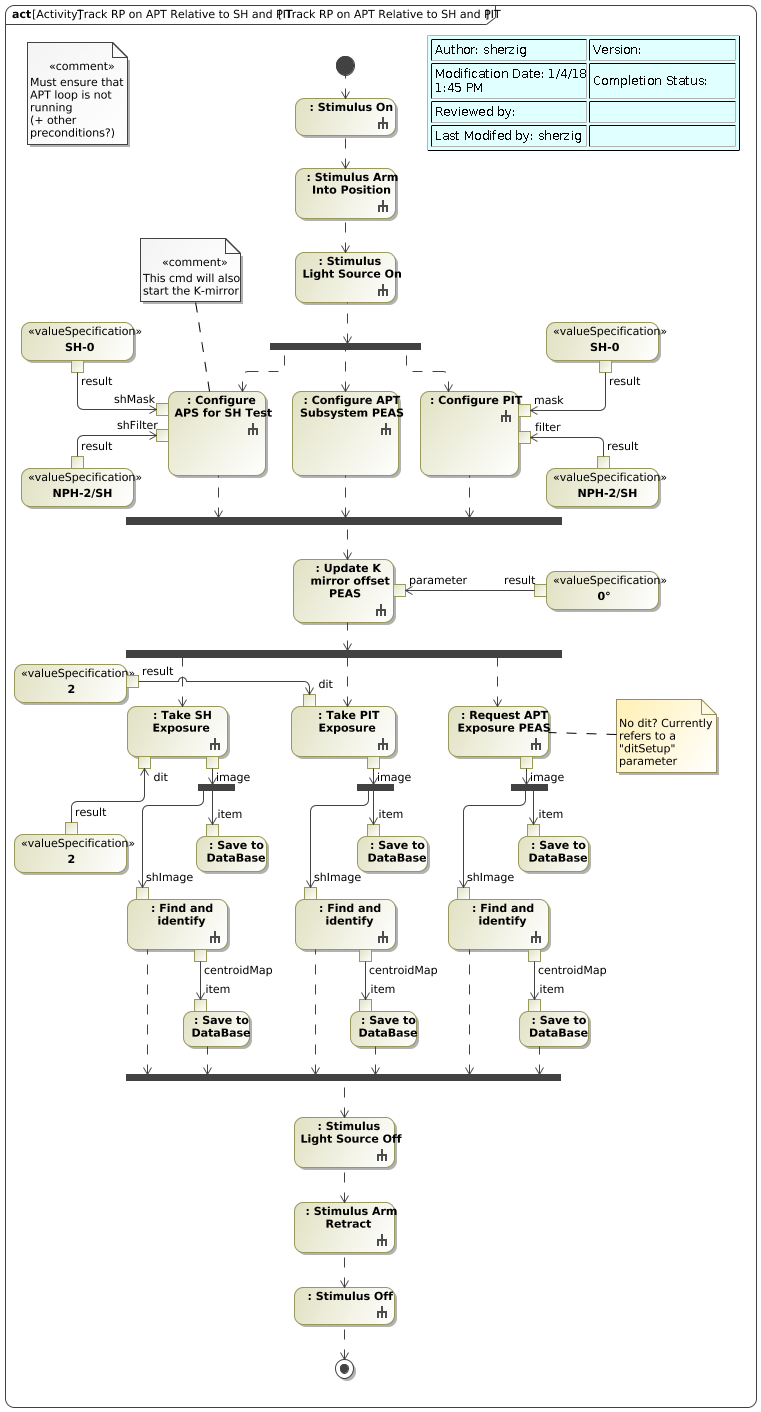 act [Activity] Track RP on APT Relative to SH and PIT [ Track RP on APT Relative to SH and PIT
«comment»
Must ensure that
APT loop is not
running
(+ other
preconditions?)
Author: sherzig
Version:
Modification Date: 1/4/18
1:45 PM
Completion Status:
Reviewed by:
Last Modifed by: sherzig
: Stimulus On
: Stimulus Arm
Into Position
: Stimulus
Light Source On
«comment»
This cmd will also
start the K-mirror
«valueSpecification»
SH-0
result
«valueSpecification»
SH-0
result
shMask
shFilter
: Configure
APS for SH Test
: Configure APT
Subsystem PEAS
: Configure PIT
mask
filter
result
«valueSpecification»
NPH-2/SH
result
«valueSpecification»
NPH-2/SH
: Update K
mirror offset
PEAS
parameter
result
«valueSpecification»
0°
«valueSpecification»
2
result
dit
: Take SH
Exposure
: Take PIT
Exposure
: Request APT
Exposure PEAS
No dit? Currently
refers to a
"ditSetup"
parameter
dit
image
image
image
result
«valueSpecification»
2
item
item
item
: Save to
DataBase
: Save to
DataBase
: Save to
DataBase
shImage
shImage
shImage
: Find and
identify
: Find and
identify
: Find and
identify
centroidMap
centroidMap
centroidMap
item
item
item
: Save to
DataBase
: Save to
DataBase
: Save to
DataBase
: Stimulus
Light Source Off
: Stimulus Arm
Retract
: Stimulus Off